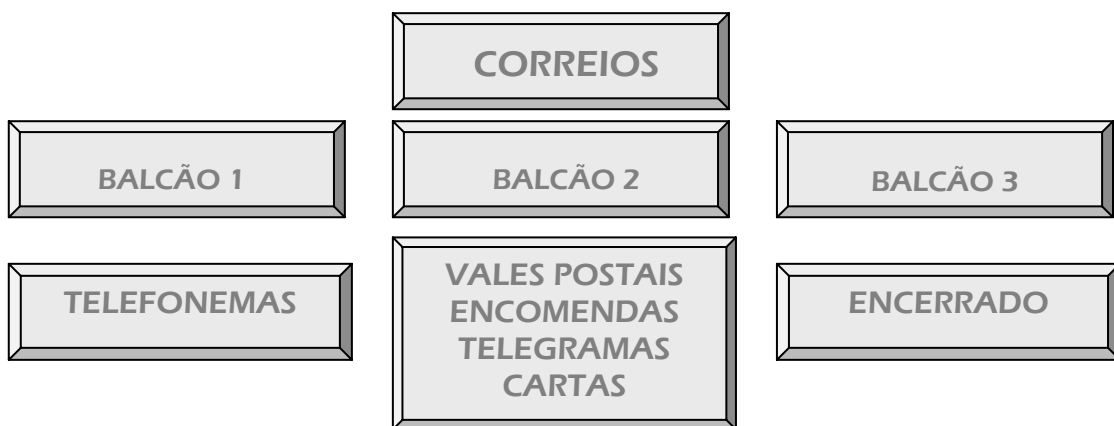 CORREIOS
BALCÃO 1
BALCÃO 2
BALCÃO 3
TELEFONEMAS
VALES POSTAIS
ENCOMENDAS
TELEGRAMAS
CARTAS
ENCERRADO